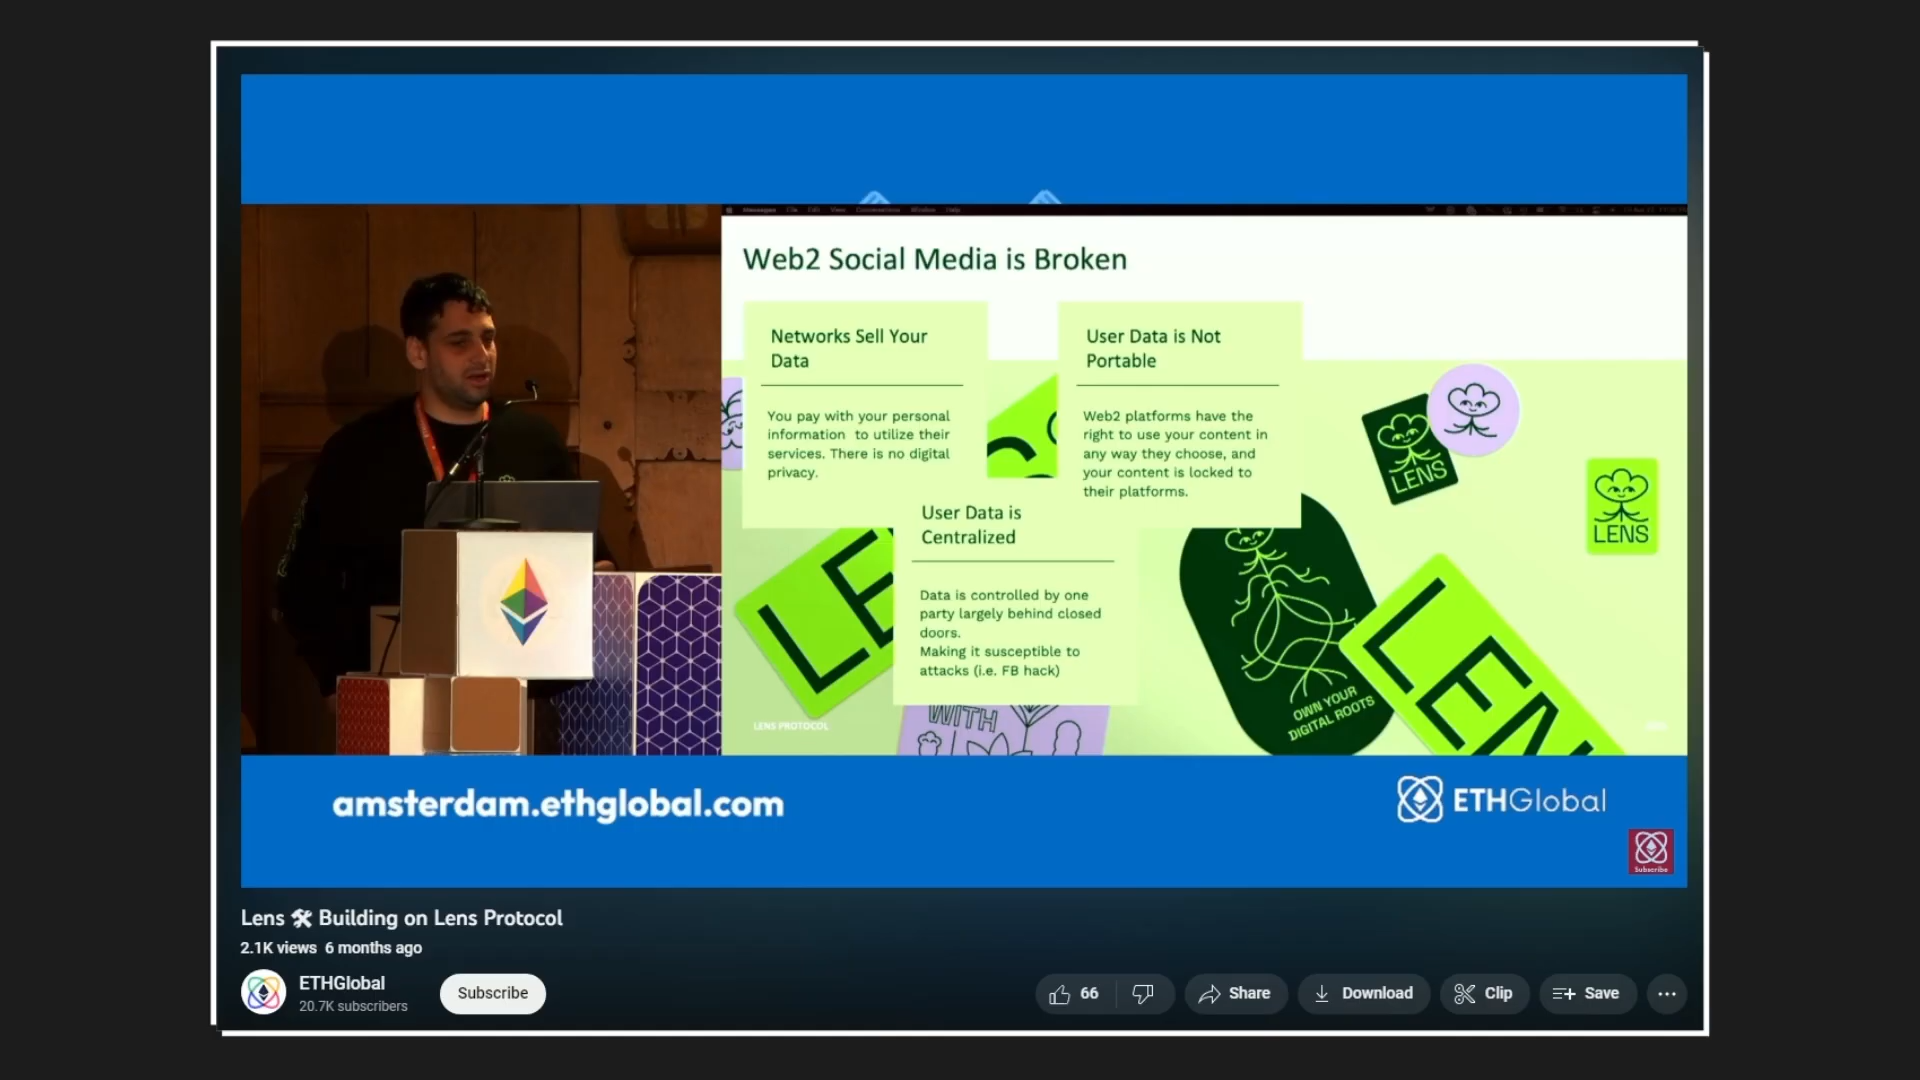 Web2 Social Media is Broken
Networks Sell Your
Data
You pay with your personal
information to utilize their
services. There is no digital
privacy.
User Data is Not
Portable
Web2 platforms have the
right to use your content in
any way they choose, and
your content is locked to
their platforms.
User Data is
Centralized
Data is controlled by one
party largely behind closed
doors.
Making it susceptible to
attacks (i.e. FB hack)
LENS
LENS
LE
LEN
OWN YOUR
DIGITAL ROOTS
WITH
LENS PROTOCOL
amsterdam.ethglobal.com
ETHGlobal
Subscribe
Lens 🛠 Building on Lens Protocol
2.1K views 6 months ago
ETHGlobal
20.7K subscribers
Subscribe
66
Share
Download
Clip
Save